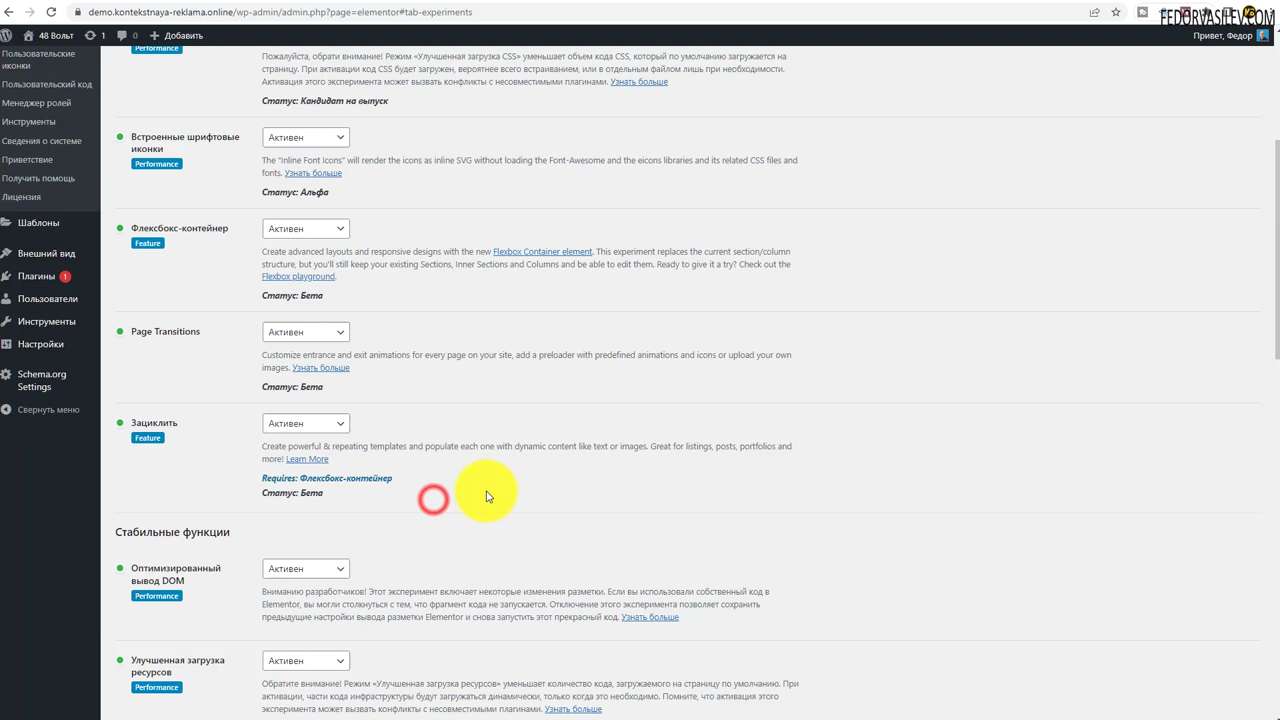 demo.kontekstnaya-reklama.online/wp-admin/admin.php?page=elementor#tab-experiments
FEDORVASILEV.COM
48 Вольт
1
0
Добавить
Привет, Федор
Пользовательские
иконки
Пользовательский код
Менеджер ролей
Инструменты
Сведения о системе
Приветствие
Получить помощь
Лицензия
Шаблоны
Внешний вид
Плагины 1
Пользователи
Инструменты
Настройки
Schema.org
Settings
Свернуть меню
Performance
Пожалуйста, обрати внимание! Режим «Улучшенная загрузка CSS» уменьшает объем кода CSS, который по умолчанию загружается на
страницу. При активации код CSS будет загружен, вероятнее всего встраиванием, или в отдельным файлом лишь при необходимости.
Активация этого эксперимента может вызвать конфликты с несовместимыми плагинами. Узнать больше
Статус: Кандидат на выпуск
Встроенные шрифтовые
иконки
Performance
Активен
The "Inline Font Icons" will render the icons as inline SVG without loading the Font-Awesome and the eicons libraries and its related CSS files and
fonts. Узнать больше
Статус: Альфа
Флексбокс-контейнер
Feature
Активен
Create advanced layouts and responsive designs with the new Flexbox Container element. This experiment replaces the current section/column
structure, but you'll still keep your existing Sections, Inner Sections and Columns and be able to edit them. Ready to give it a try? Check out the
Flexbox playground.
Статус: Бета
Page Transitions
Активен
Customize entrance and exit animations for every page on your site, add a preloader with predefined animations and icons or upload your own
images. Узнать больше
Статус: Бета
Зациклить
Feature
Активен
Create powerful & repeating templates and populate each one with dynamic content like text or images. Great for listings, posts, portfolios and
more! Learn More
Requires: Флексбокс-контейнер
Статус: Бета
Стабильные функции
Оптимизированный
вывод DOM
Performance
Активен
Вниманию разработчиков! Этот эксперимент включает некоторые изменения разметки. Если вы использовали собственный код в
Elementor, вы могли столкнуться с тем, что фрагмент кода не запускается. Отключение этого эксперимента позволяет сохранить
предыдущие настройки вывода разметки Elementor и снова запустить этот прекрасный код. Узнать больше
Улучшенная загрузка
ресурсов
Performance
Активен
Обратите внимание! Режим «Улучшенная загрузка ресурсов» уменьшает количество кода, загружаемого на страницу по умолчанию. При
активации, части кода инфраструктуры будут загружаться динамически, только когда это необходимо. Помните, что активация этого
эксперимента может вызвать конфликты с несовместимыми плагинами. Узнать больше